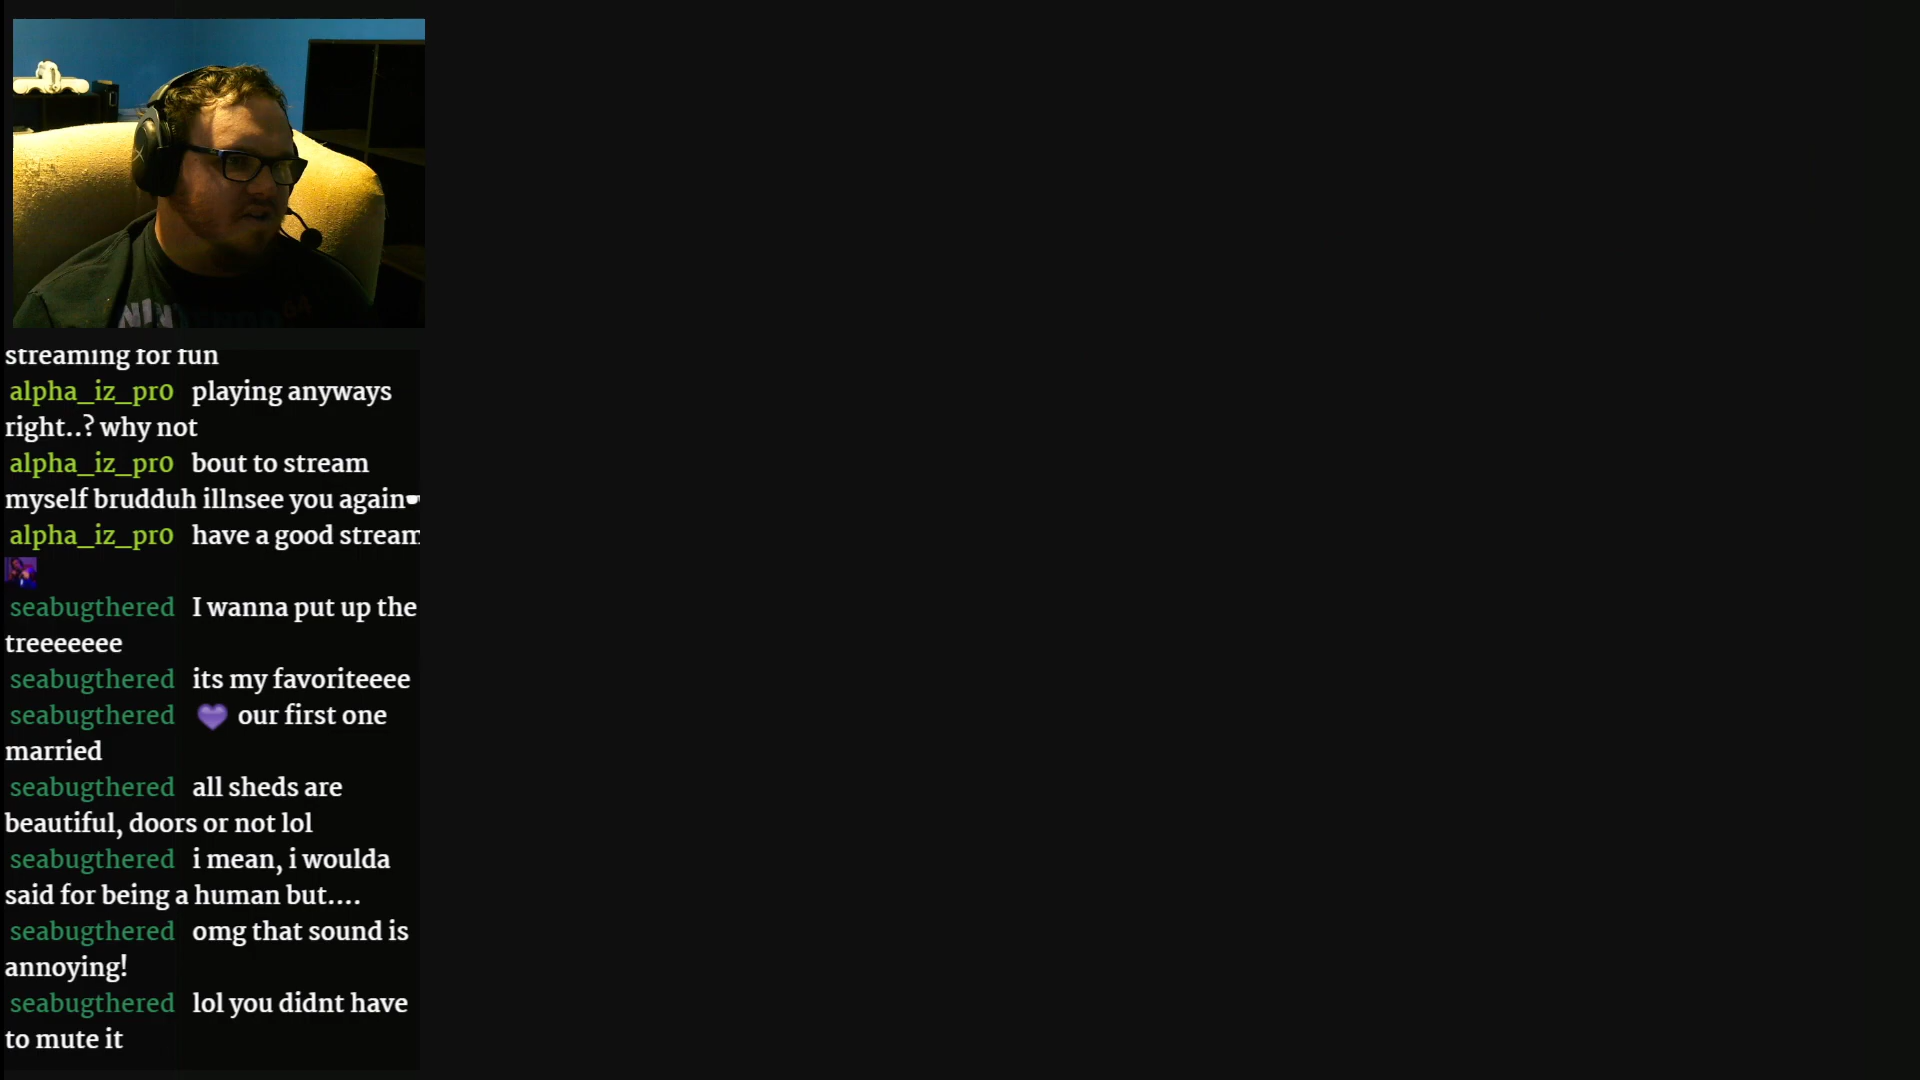 NINTENDO 64
streaming for fun
alpha_iz_pr0 playing anyways
right..? why not
alpha_iz_pr0 bout to stream
myself brudduh illnsee you again
alpha_iz_pr0 have a good stream
seabugthered I wanna put up the
treeeeeee
seabugthered its my favoriteeee
seabugthered 💜 our first one
married
seabugthered all sheds are
beautiful, doors or not lol
seabugthered i mean, i woulda
said for being a human but....
seabugthered omg that sound is
annoying!
seabugthered lol you didnt have
to mute it